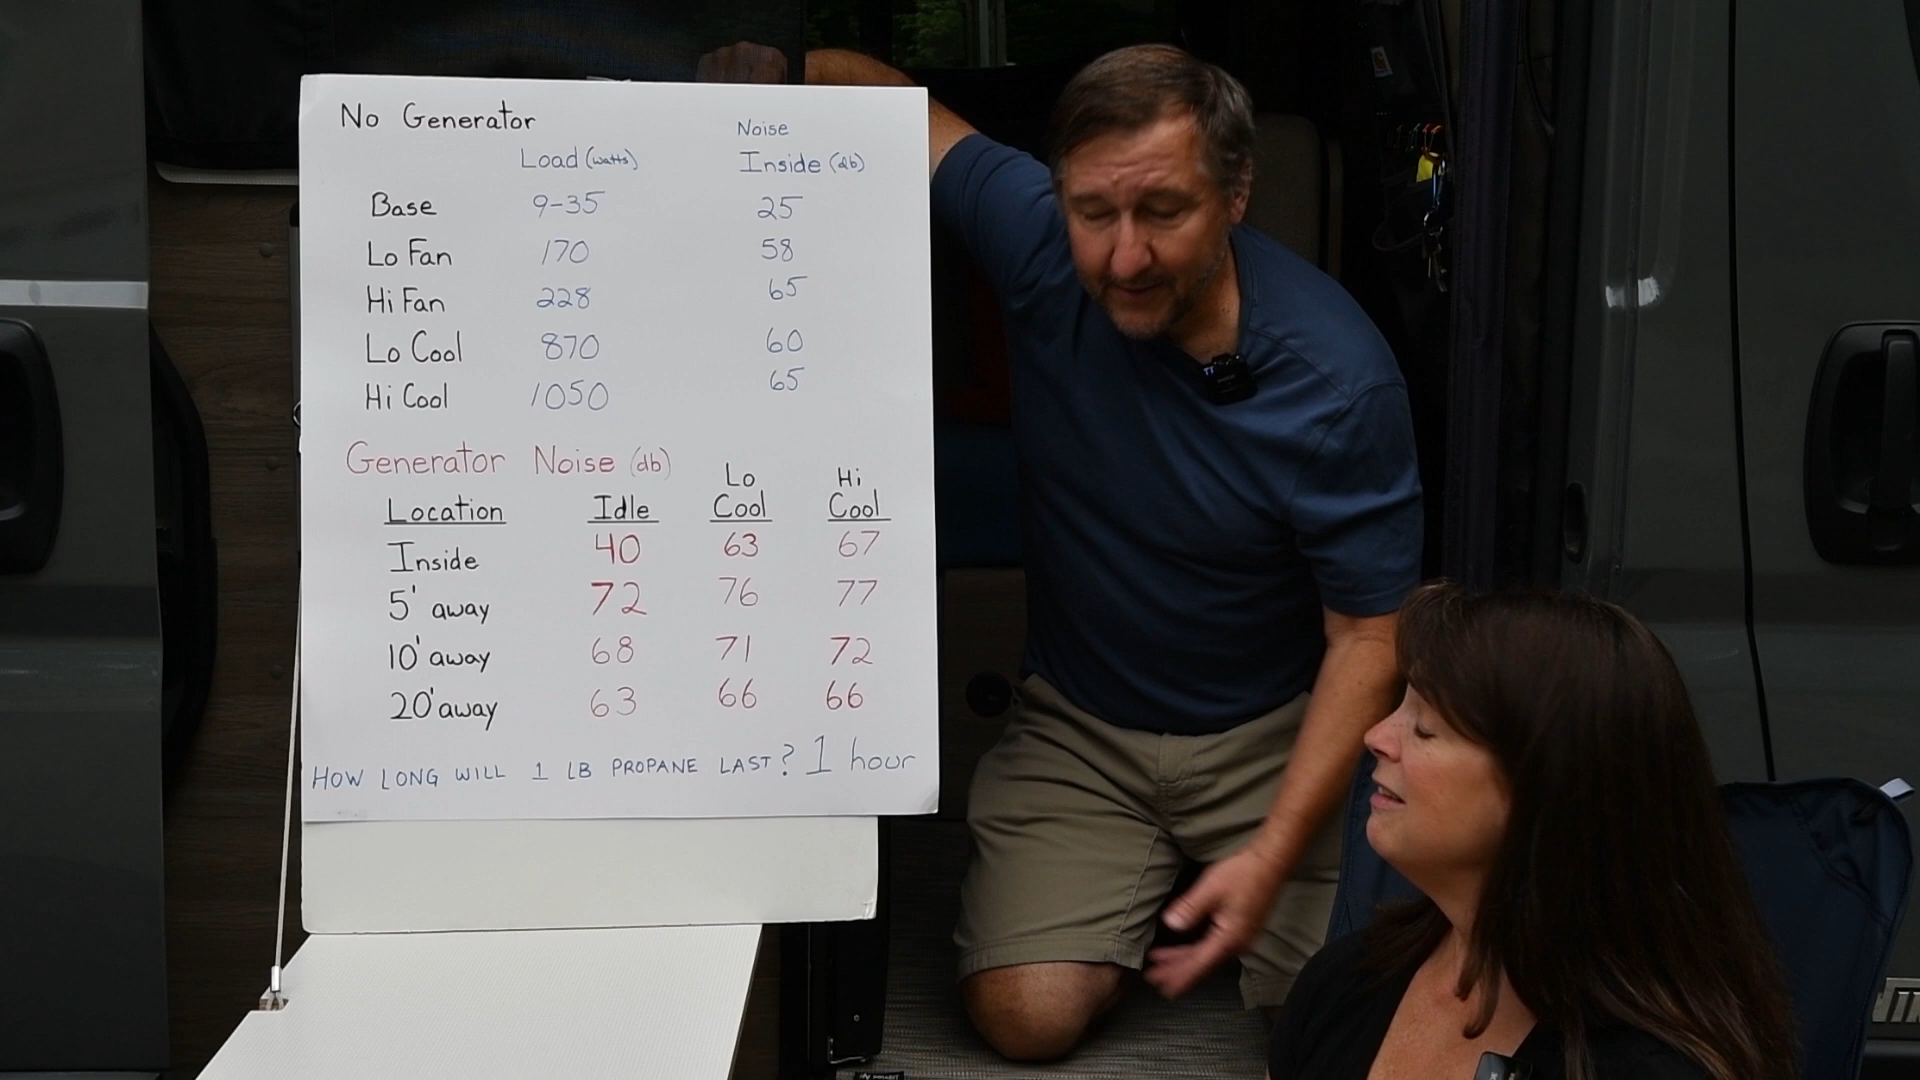 No Generator
Load (watts) Noise Inside (db)
Base 9-35 25
Lo Fan 170 58
Hi Fan 228 65
Lo Cool 870 60
Hi Cool 1050 65
Generator Noise (db)
Location Idle Lo Cool Hi Cool
Inside 40 63 67
5' away 72 76 77
10' away 68 71 72
20' away 63 66 66
HOW LONG WILL 1 LB PROPANE LAST? 1 hour